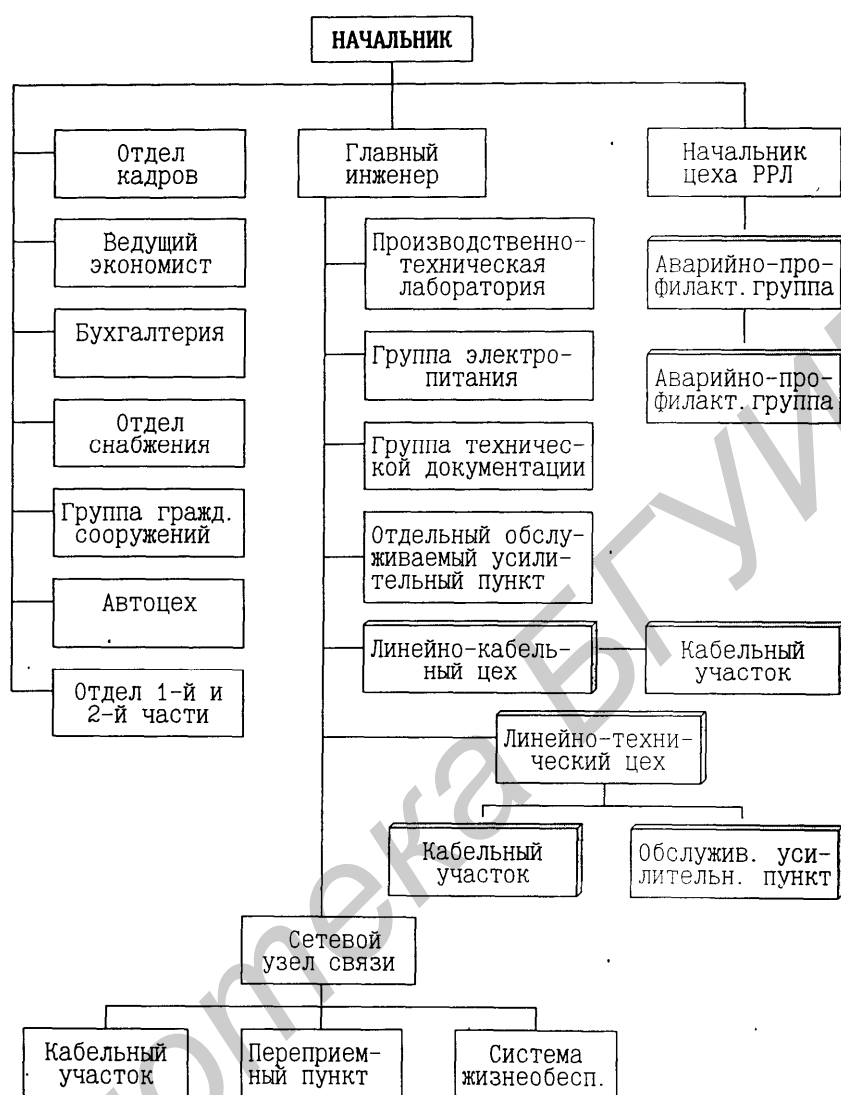 НАЧАЛЬНИК
Отдел
кадров
Ведущий
экономист
Бухгалтерия
Отдел
снабжения
Группа гражд.
сооружений
Автоцех
Отдел 1-й и
2-й части
Главный
инженер
Производственно-
техническая
лаборатория
Группа электро-
питания
Группа техничес-
кой документации
Отдельный обслу-
живаемый усили-
тельный пункт
Линейно-кабель-
ный цех
Кабельный
участок
Линейно-техни-
ческий цех
Кабельный
участок
Обслужив. уси-
лительн. пункт
Сетевой
узел связи
Кабельный
участок
Переприем-
ный пункт
Система
жизнеобесп.
Начальник
цеха РРЛ
Аварийно-про-
филакт. группа
Аварийно-про-
филакт. группа